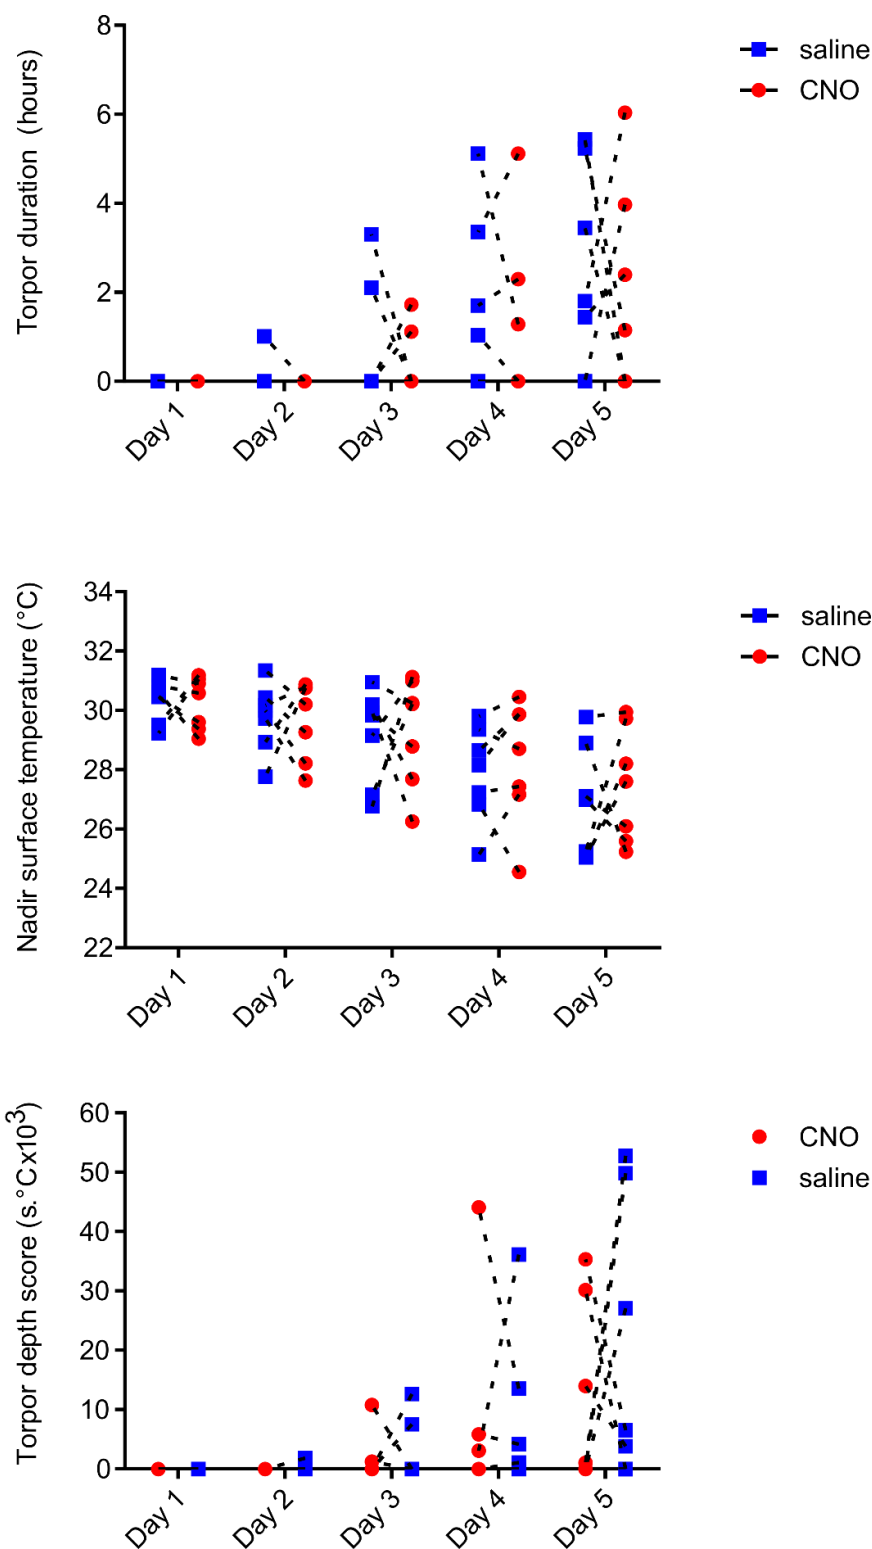 Torpor duration (hours)
8
6
4
2
0
Day 1
Day 2
Day 3
Day 4
Day 5
saline
CNO
Nadir surface temperature (°C)
34
32
30
28
26
24
22
Day 1
Day 2
Day 3
Day 4
Day 5
saline
CNO
Torpor depth score (s.°Cx10³)
60
50
40
30
20
10
0
Day 1
Day 2
Day 3
Day 4
Day 5
CNO
saline